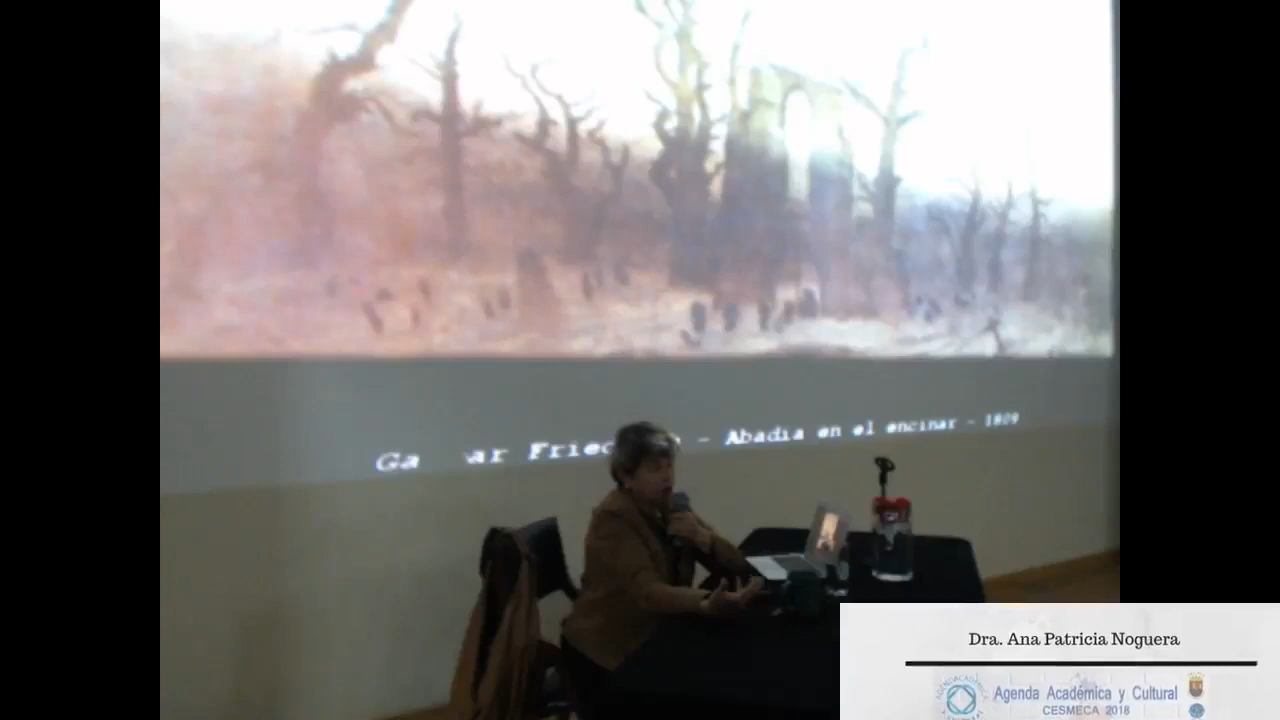 Ga ar Frie - Abadia en el encinar - 1809
Dra. Ana Patricia Noguera
Agenda Académica y Cultural
CESMECA 2018